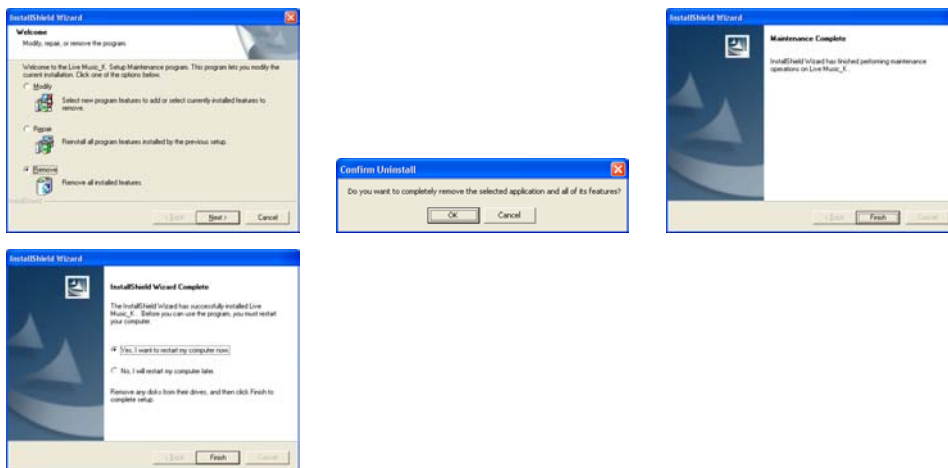 InstallShield Wizard
Welcome
Modify, repair, or remove the program.
Welcome to the Live Music_K. Setup Maintenance program. This program lets you modify the
current installation. Click one of the options below.
Modify
Select new program features to add or select currently installed features to
remove.
Repair
Reinstall all program features installed by the previous setup.
Remove
Remove all installed features.
InstallShield
< Back
Next >
Cancel
Confirm Uninstall
Do you want to completely remove the selected application and all of its features?
OK
Cancel
InstallShield Wizard
Maintenance Complete
InstallShield Wizard has finished performing maintenance
operations on Live Music_K.
< Back
Finish
Cancel
InstallShield Wizard
InstallShield Wizard Complete
The InstallShield Wizard has successfully installed Live
Music_K. . Before you can use the program, you must restart
your computer.
Yes, I want to restart my computer now.
No, I will restart my computer later.
Remove any disks from their drives, and then click Finish to
complete setup.
< Back
Finish
Cancel